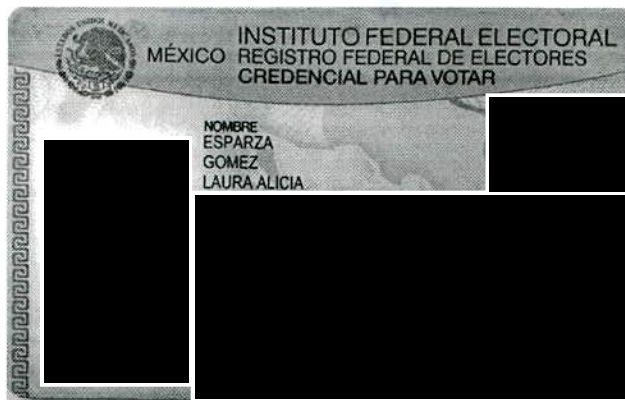 INSTITUTO FEDERAL ELECTORAL
MÉXICO REGISTRO FEDERAL DE ELECTORES
CREDENCIAL PARA VOTAR
NOMBRE
ESPARZA
GOMEZ
LAURA ALICIA